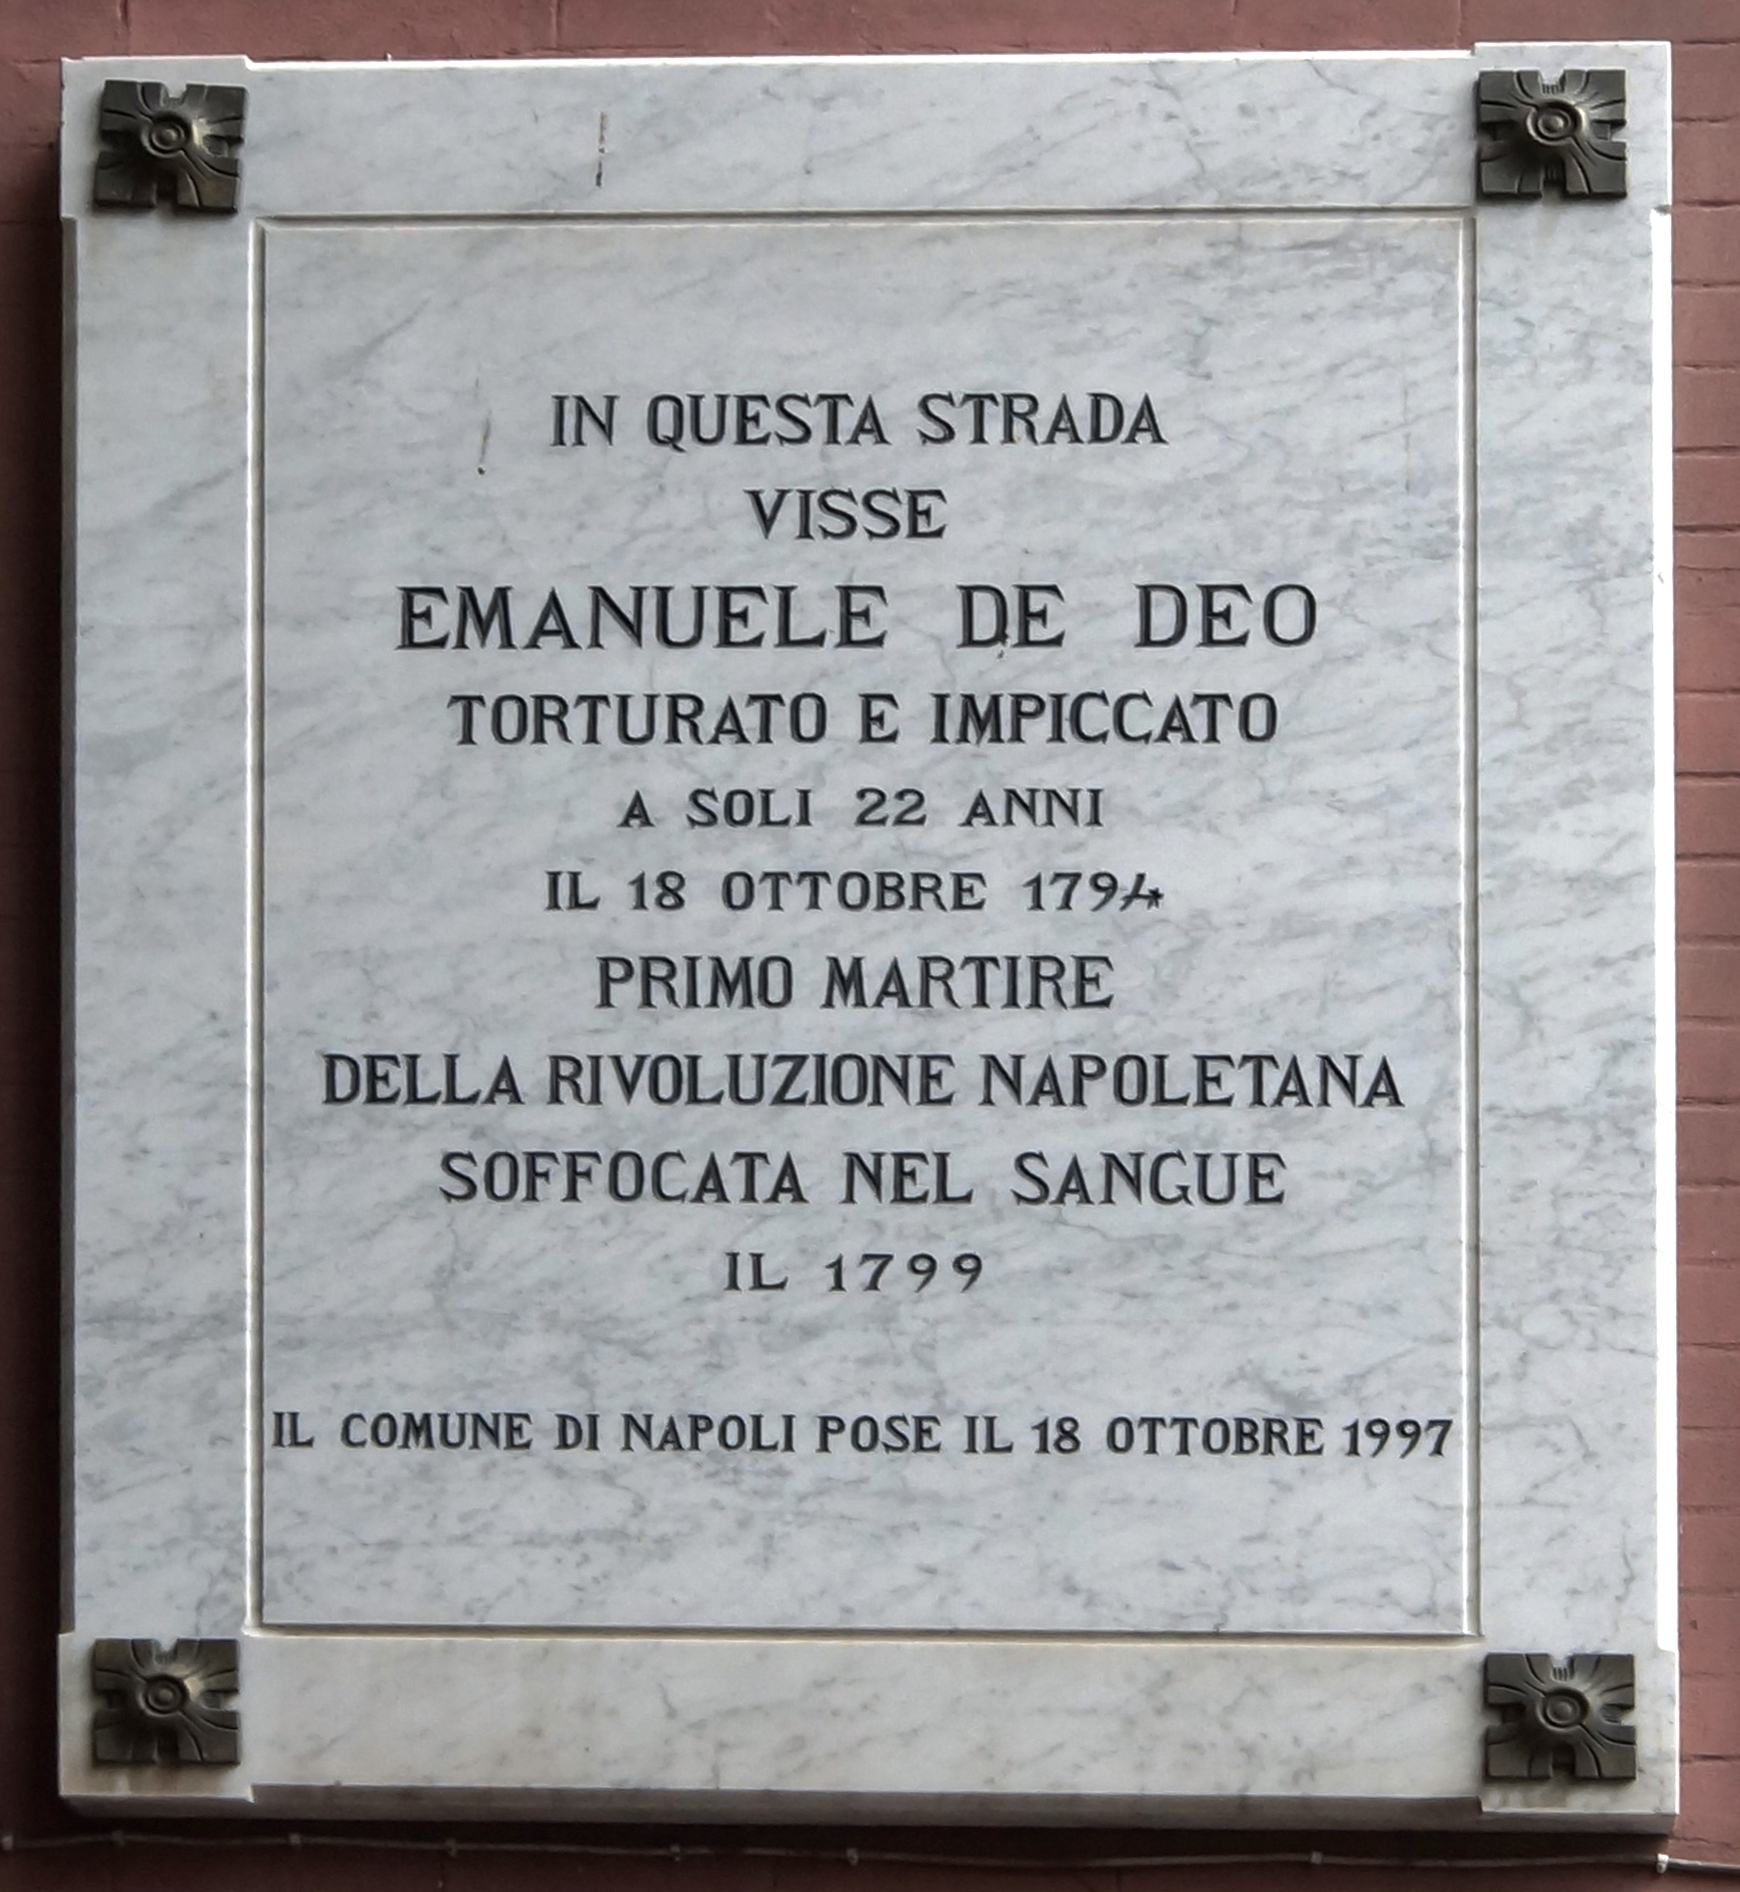 IN QUESTA STRADA
VISSE
EMANUELE DE DEO
TORTURATO E IMPICCATO
A SOLI 22 ANNI
IL 18 OTTOBRE 1794
PRIMO MARTIRE
DELLA RIVOLUZIONE NAPOLETANA
SOFFOCATA NEL SANGUE
IL 1799
IL COMUNE DI NAPOLI POSE IL 18 OTTOBRE 1997